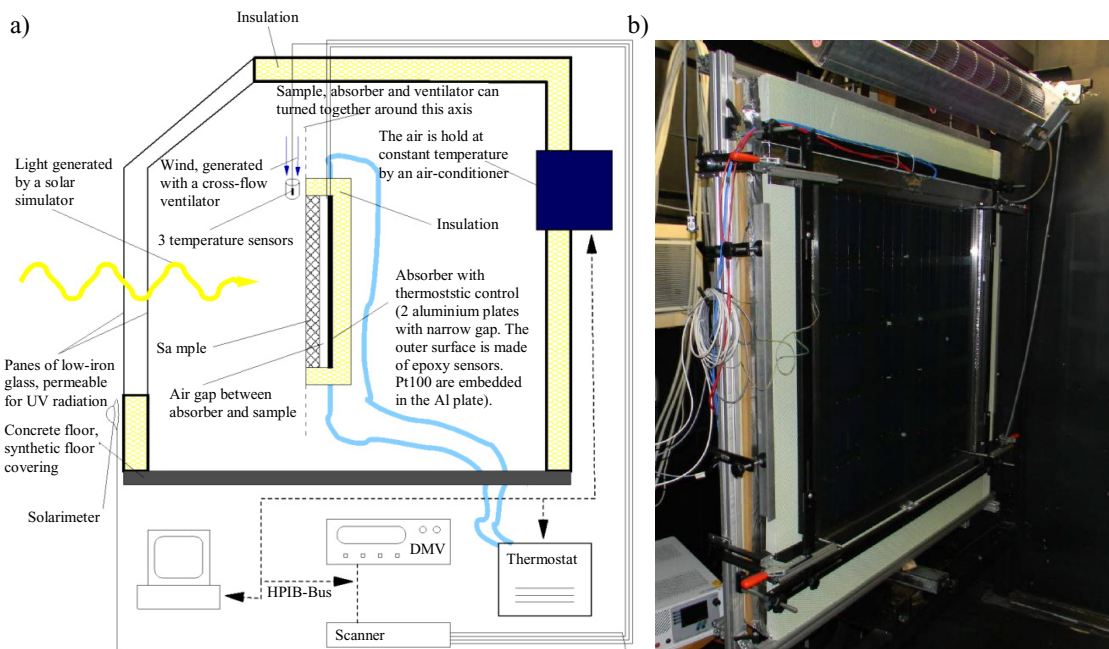 a)
Insulation
b)
Sample, absorber and ventilator can
turned together around this axis
The air is hold at
constant temperature
by an air-conditioner
Light generated
by a solar
simulator
Wind, generated
with a cross-flow
ventilator
Insulation
3 temperature sensors
Absorber with
thermoststic control
(2 aluminium plates
with narrow gap. The
outer surface is made
of epoxy sensors.
Pt100 are embedded
in the Al plate).
Sa mple
Panes of low-iron
glass, permeable
for UV radiation
Air gap between
absorber and sample
Concrete floor,
synthetic floor
covering
Solarimeter
DMV
Thermostat
HPIB-Bus
Scanner